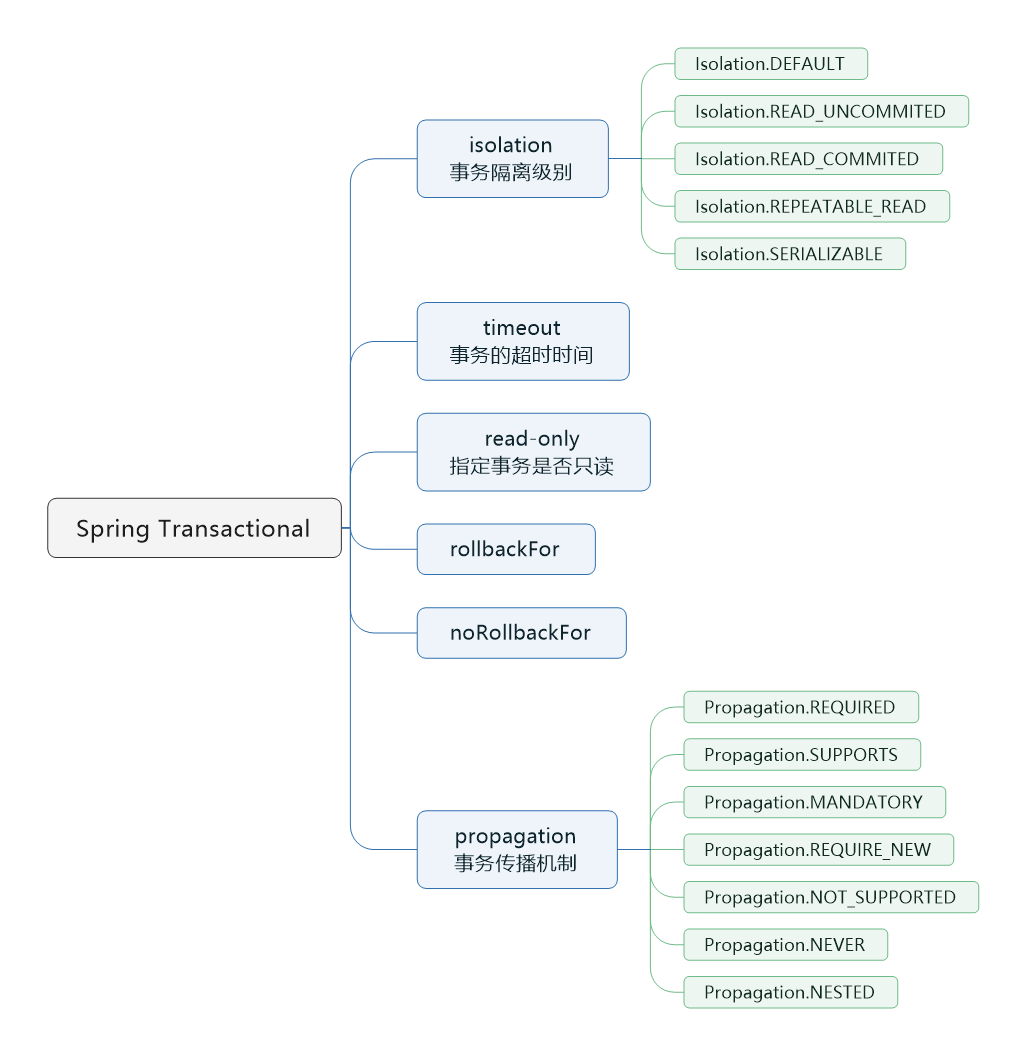 Spring Transactional
isolation
事务隔离级别
Isolation.DEFAULT
Isolation.READ_UNCOMMITED
Isolation.READ_COMMITED
Isolation.REPEATABLE_READ
Isolation.SERIALIZABLE
timeout
事务的超时时间
read-only
指定事务是否只读
rollbackFor
noRollbackFor
propagation
事务传播机制
Propagation.REQUIRED
Propagation.SUPPORTS
Propagation.MANDATORY
Propagation.REQUIRE_NEW
Propagation.NOT_SUPPORTED
Propagation.NEVER
Propagation.NESTED